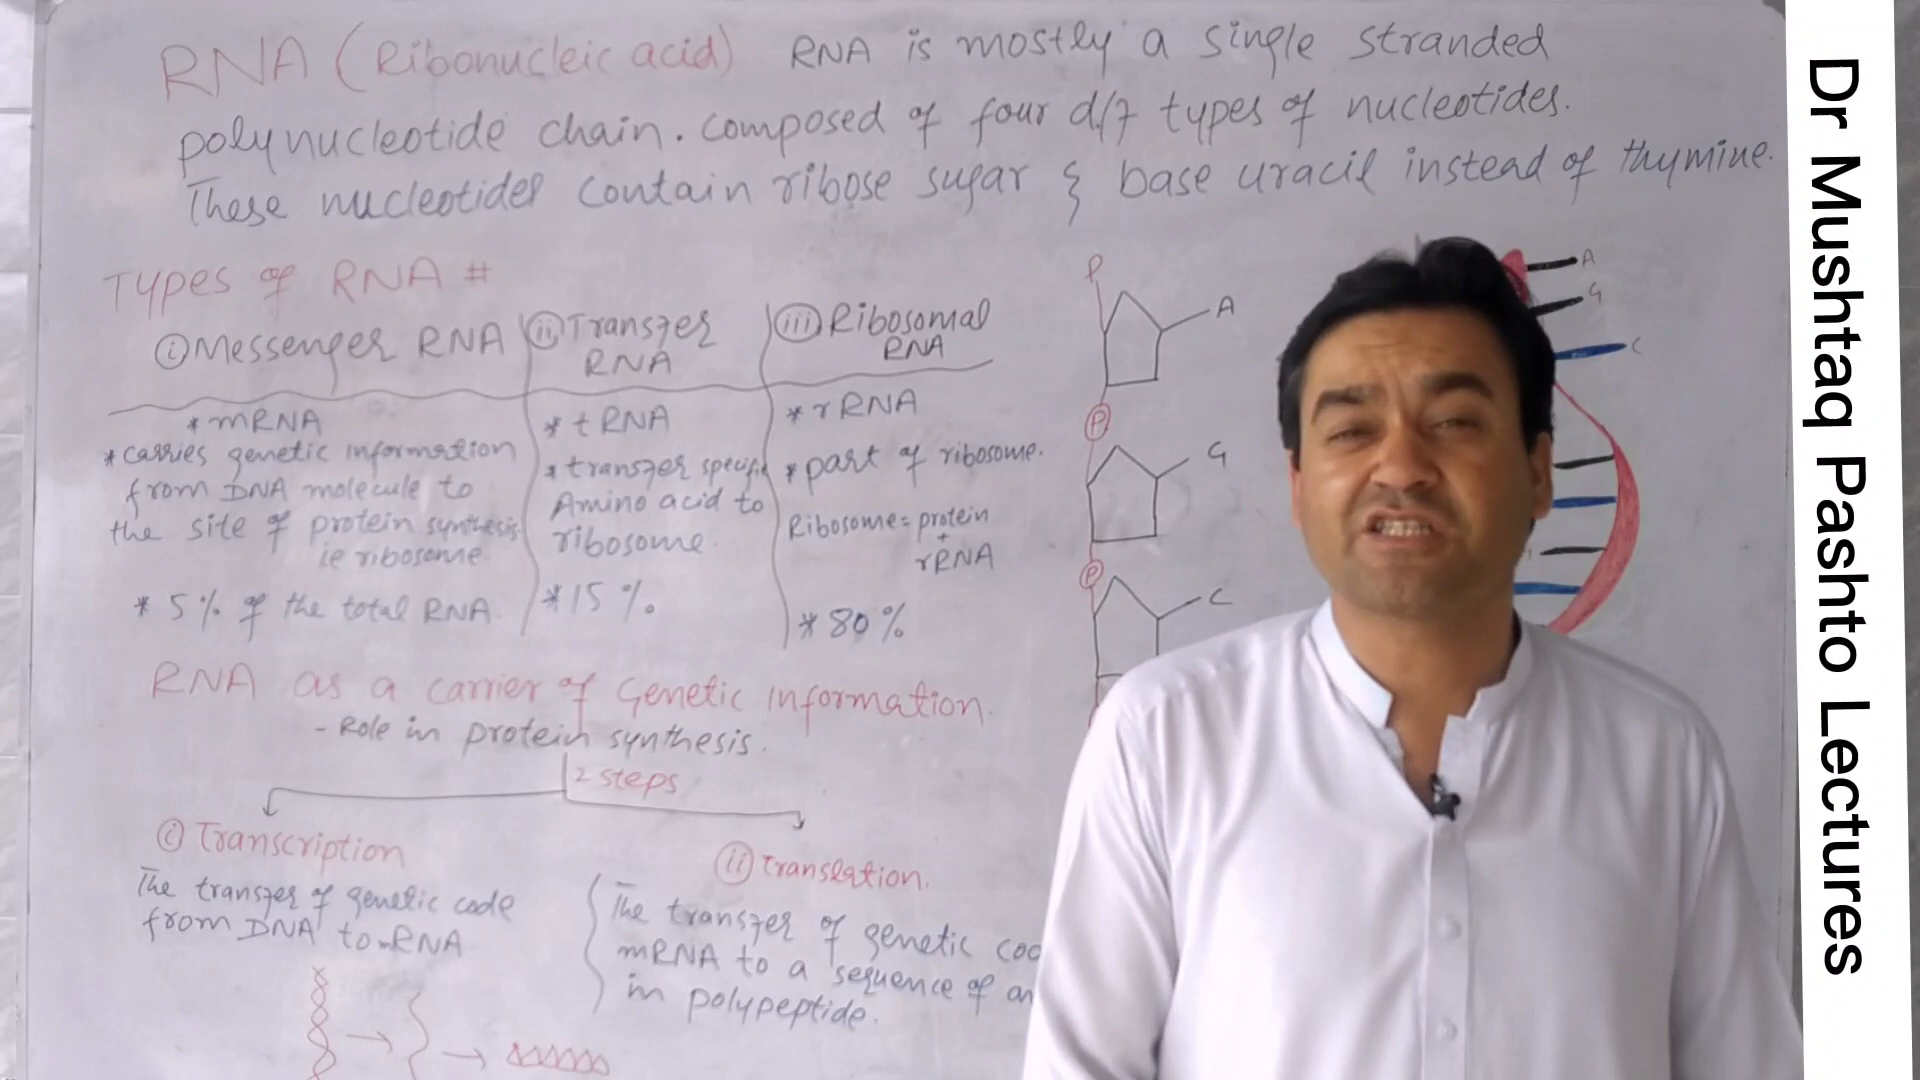 RNA (Ribonucleic acid) RNA is mostly a single stranded
polynucleotide chain. composed of four d/f types of nucleotides.
These nucleotides contain ribose sugar & base uracil instead of thymine.
Types of RNA #
(i) Messenger RNA
* mRNA
* carries genetic information
from DNA molecule to
the site of protein synthesis
ie ribosome.
* 5% of the total RNA.
(ii) Transfer
RNA
* tRNA
* transfer specific
Amino acid to
ribosome.
* 15%.
(iii) Ribosomal
RNA
* rRNA
* part of ribosome.
Ribosome = protein
+
rRNA
* 80%
P
A
P
G
P
C
A
G
C
RNA as a carrier of Genetic Information.
- Role in protein synthesis.
2 steps
(i) Transcription
The transfer of genetic code
from DNA to mRNA
(ii) Translation.
The transfer of genetic
mRNA to a sequence of
in polypeptide.
Dr Mushtaq Pashto Lectures